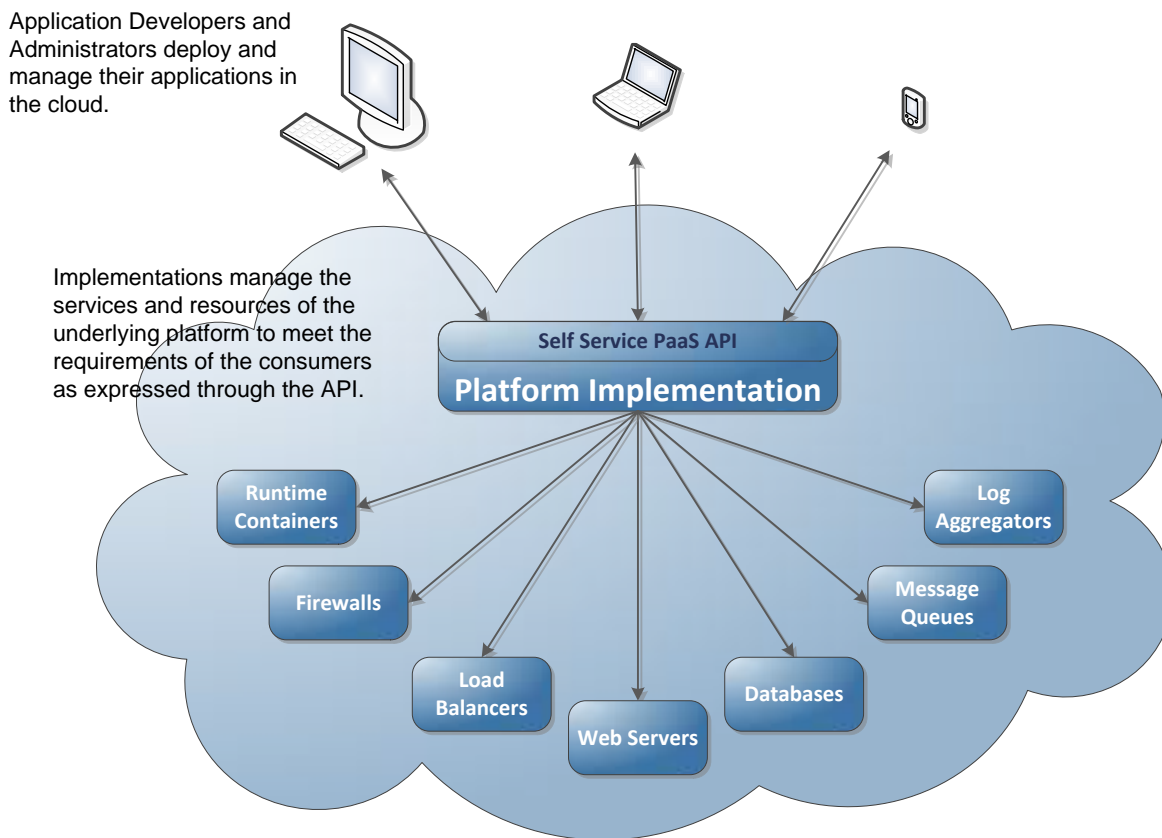 Application Developers and
Administrators deploy and
manage their applications in
the cloud.
Implementations manage the
services and resources of the
underlying platform to meet the
requirements of the consumers
as expressed through the API.
Self Service PaaS API
Platform Implementation
Runtime
Containers
Log
Aggregators
Firewalls
Message
Queues
Load
Balancers
Databases
Web Servers